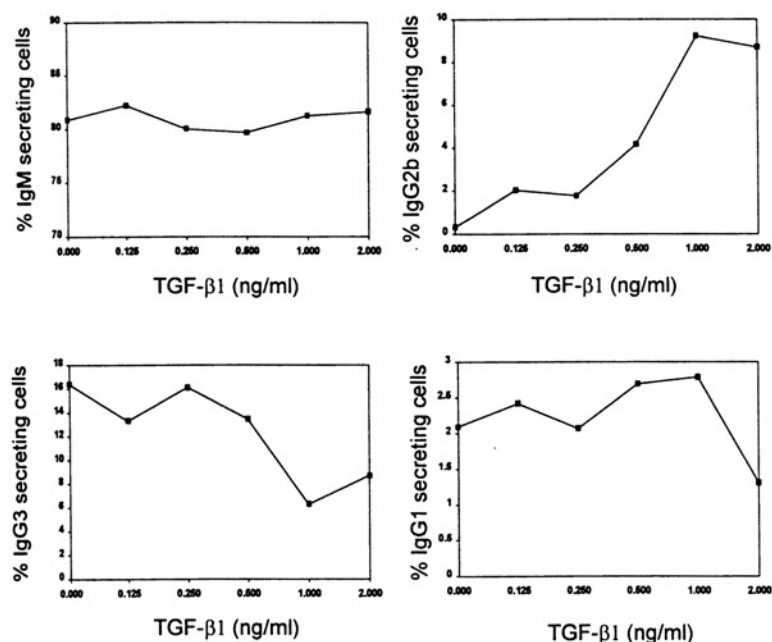 % IgM secreting cells
90
85
80
75
70
0.000 0.125 0.250 0.500 1.000 2.000
TGF-β1 (ng/ml)
% IgG2b secreting cells
10
8
6
4
2
0
0.000 0.125 0.250 0.500 1.000 2.000
TGF-β1 (ng/ml)
% IgG3 secreting cells
18
16
14
12
10
8
6
4
2
0
0.000 0.125 0.250 0.500 1.000 2.000
TGF-β1 (ng/ml)
% IgG1 secreting cells
3
2.5
2
1.5
1
0.5
0
0.000 0.125 0.250 0.500 1.000 2.000
TGF-β1 (ng/ml)